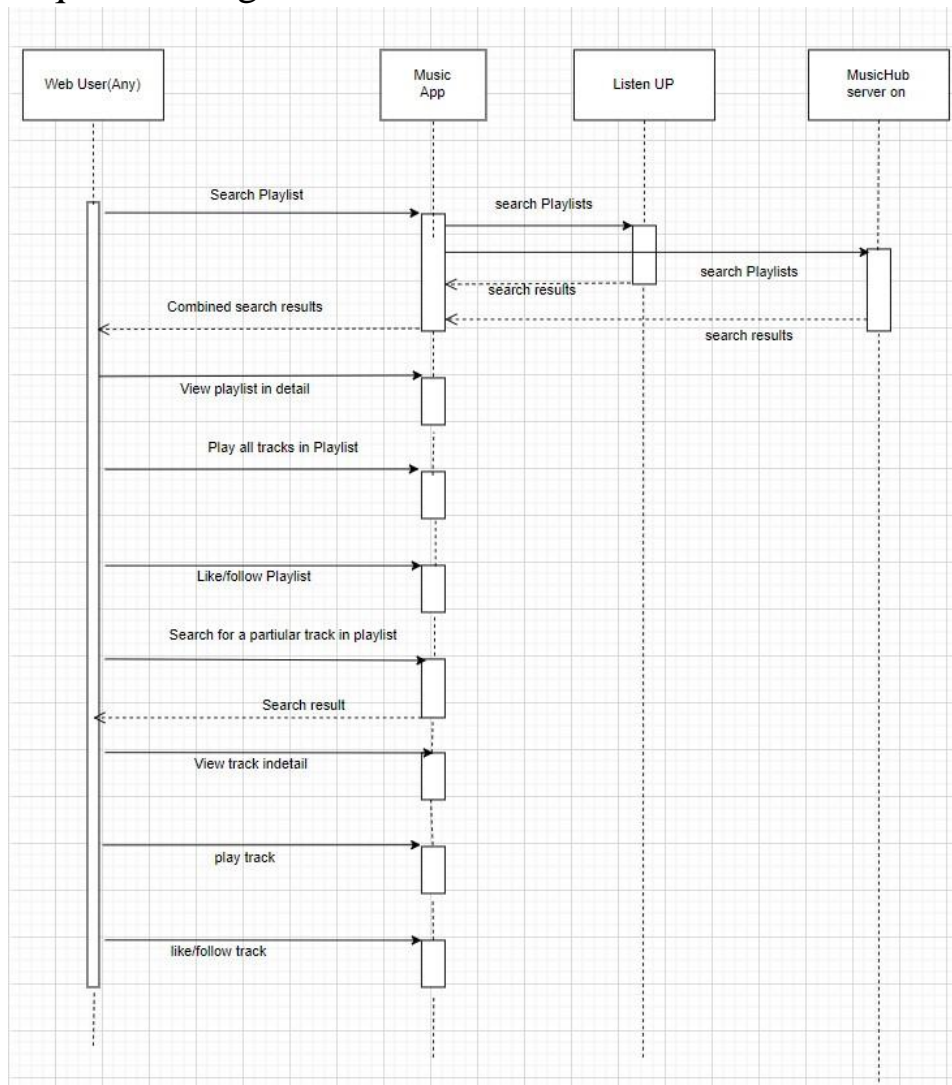 Web User(Any)
Music
App
Listen UP
MusicHub
server on
Search Playlist
search Playlists
search Playlists
search results
Combined search results
search results
View playlist in detail
Play all tracks in Playlist
Like/follow Playlist
Search for a partiular track in playlist
Search result
View track indetail
play track
like/follow track